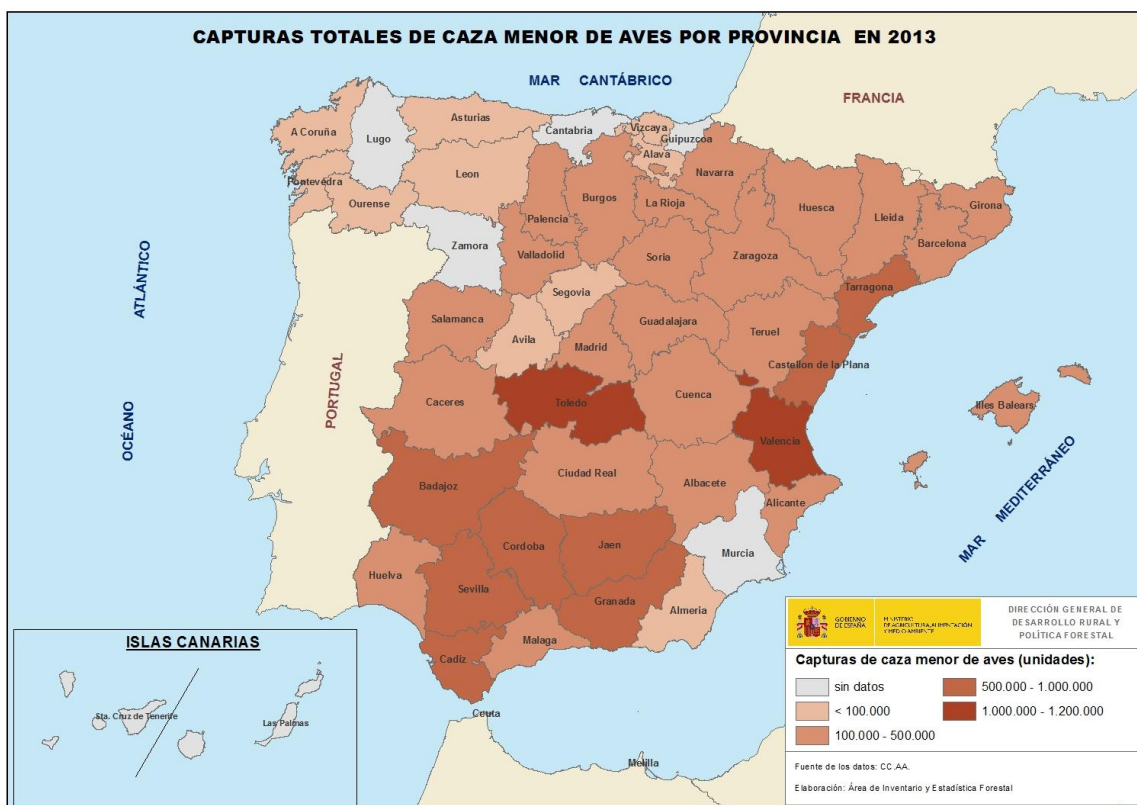 CAPTURAS TOTALES DE CAZA MENOR DE AVES POR PROVINCIA EN 2013
MAR CANTÁBRICO
FRANCIA
A Coruña
Lugo
Asturias
Cantabria
Vizcaya
Guipuzcoa
Alava
Navarra
Pontevedra
Ourense
Leon
Palencia
Burgos
La Rioja
Huesca
Lleida
Girona
Barcelona
Zamora
Valladolid
Soria
Zaragoza
Tarragona
OCÉANO ATLÁNTICO
PORTUGAL
Segovia
Salamanca
Avila
Madrid
Guadalajara
Teruel
Castellon de la Plana
Caceres
Toledo
Cuenca
Valencia
Illes Balears
MAR MEDITERRÁNEO
Badajoz
Ciudad Real
Albacete
Alicante
Cordoba
Jaen
Murcia
Huelva
Sevilla
Granada
Almeria
Cadiz
Malaga
Ceuta
Melilla
ISLAS CANARIAS
Sta. Cruz de Tenerife
Las Palmas
GOBIERNO
DE ESPAÑA
MINISTERIO
DE AGRICULTURA, ALIMENTACIÓN
Y MEDIO AMBIENTE
DIRECCIÓN GENERAL DE
DESARROLLO RURAL Y
POLÍTICA FORESTAL
Capturas de caza menor de aves (unidades):
sin datos
< 100.000
100.000 - 500.000
500.000 - 1.000.000
1.000.000 - 1.200.000
Fuente de los datos: CC.AA.
Elaboración: Área de Inventario y Estadística Forestal